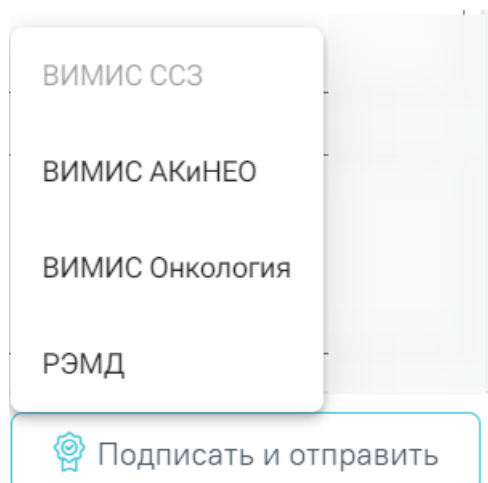 ВИМИС ССЗ
ВИМИС АКиНЕО
ВИМИС Онкология
РЭМД
Подписать и отправить